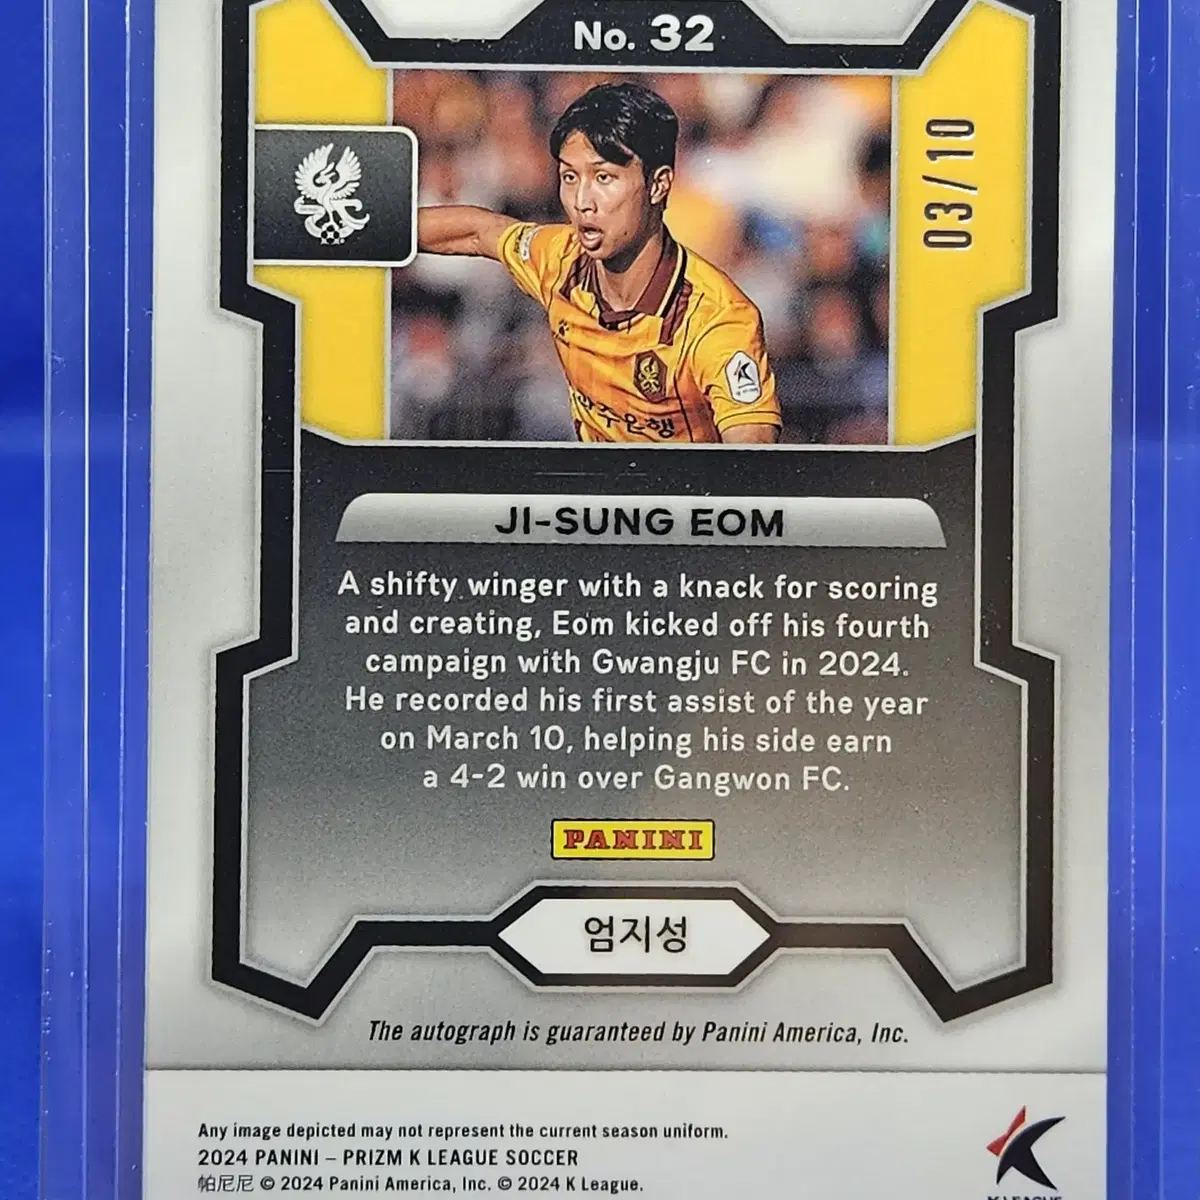 No. 32
03/10
주은행
JI-SUNG EOM
A shifty winger with a knack for scoring
and creating, Eom kicked off his fourth
campaign with Gwangju FC in 2024.
He recorded his first assist of the year
on March 10, helping his side earn
a 4-2 win over Gangwon FC.
PANINI
엄지성
The autograph is guaranteed by Panini America, Inc.
Any image depicted may not represent the current season uniform.
2024 PANINI – PRIZM K LEAGUE SOCCER
帕尼尼 © 2024 Panini America, Inc. © 2024 K League.
K LEAGUE